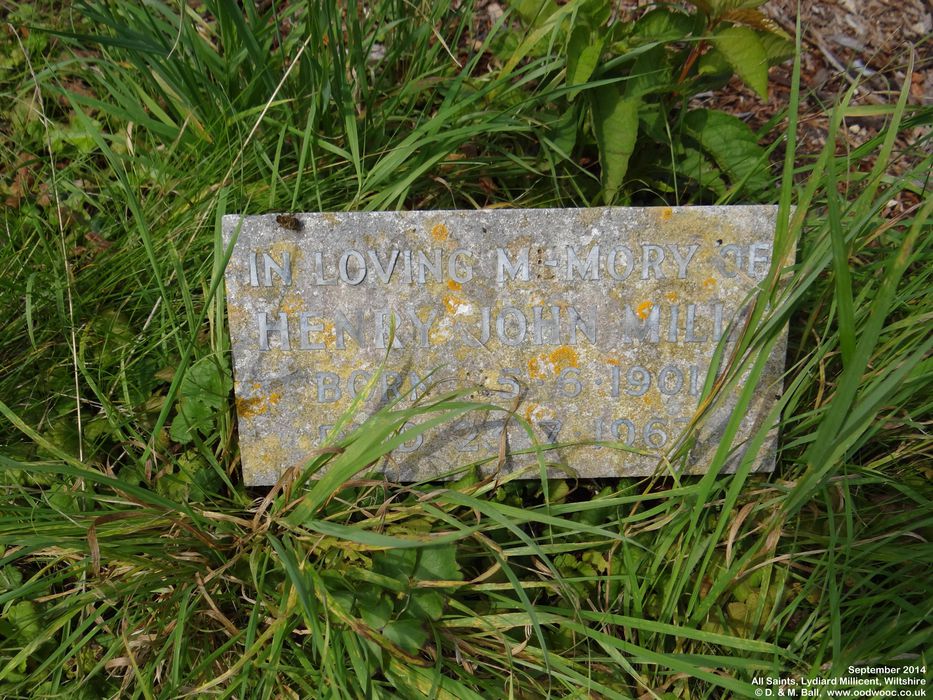 IN LOVING MEMORY OF
HENRY JOHN
BORN 5·6·1901
September 2014
All Saints, Lydiard Millicent, Wiltshire
© D. & M. Ball, www.oodwooc.co.uk